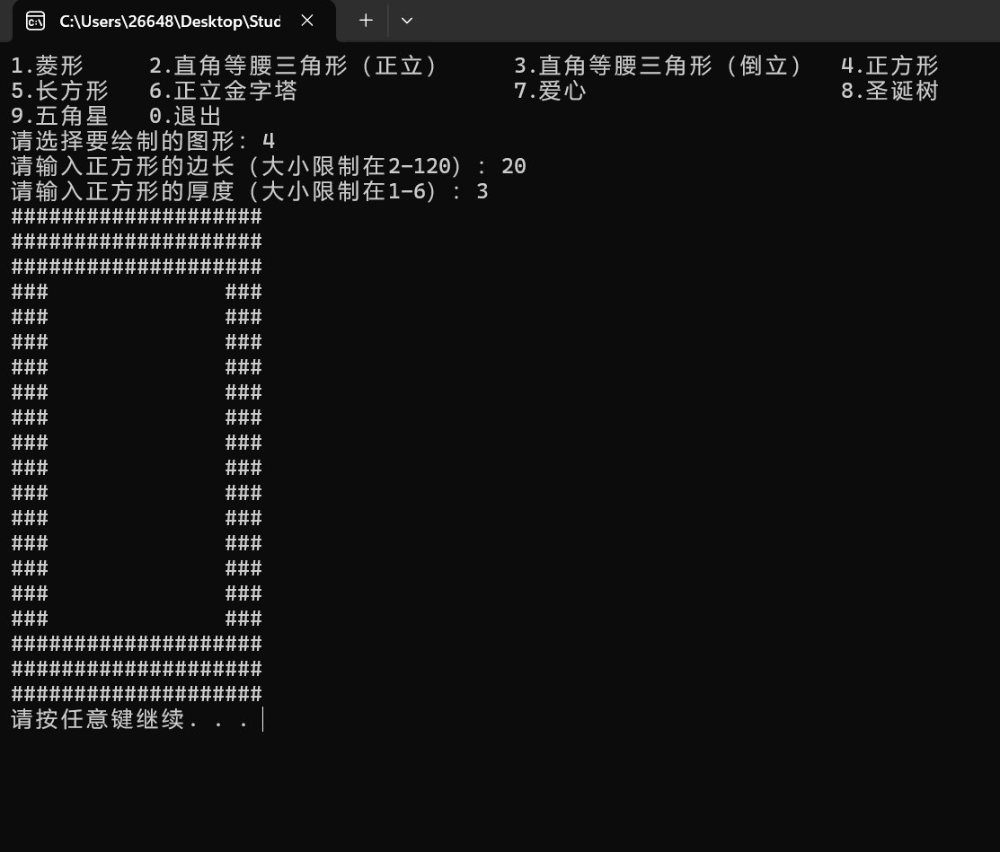 C:\Users\26648\Desktop\Stud
1.菱形 2.直角等腰三角形（正立） 3.直角等腰三角形（倒立） 4.正方形
5.长方形 6.正立金字塔 7.爱心 8.圣诞树
9.五角星 0.退出
请选择要绘制的图形: 4
请输入正方形的边长（大小限制在2-120）: 20
请输入正方形的厚度（大小限制在1-6）: 3
####################
####################
####################
###              ###
###              ###
###              ###
###              ###
###              ###
###              ###
###              ###
###              ###
###              ###
###              ###
###              ###
###              ###
###              ###
###              ###
####################
####################
####################
请按任意键继续. . .